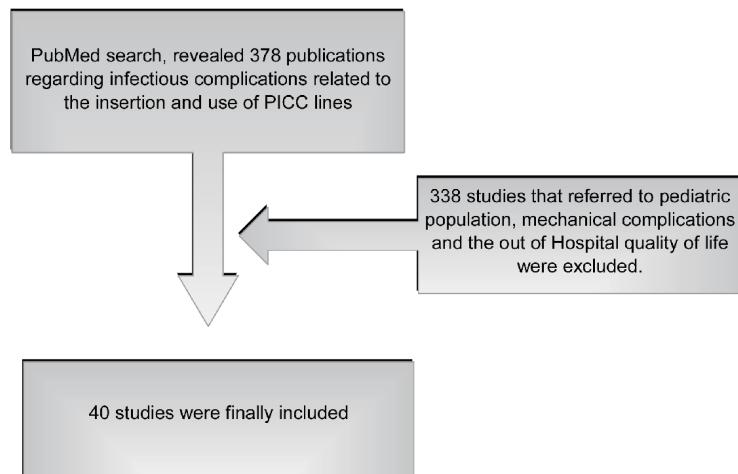 PubMed search, revealed 378 publications
regarding infectious complications related to
the insertion and use of PICC lines
338 studies that referred to pediatric
population, mechanical complications
and the out of Hospital quality of life
were excluded.
40 studies were finally included